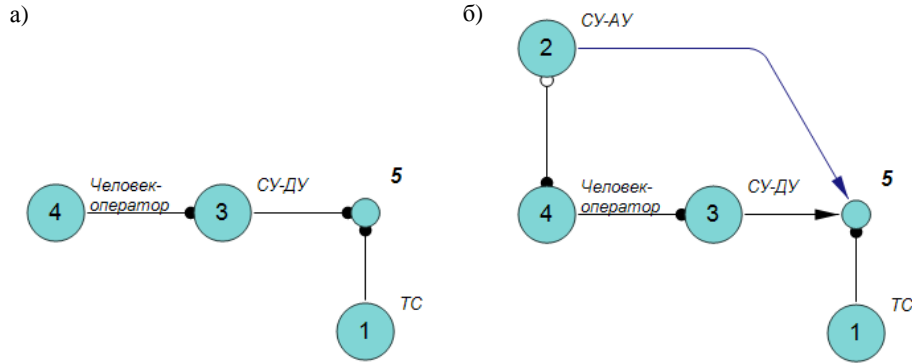 а)
4
Человек-
оператор
3
СУ-ДУ
5
1
ТС
б)
2
СУ-АУ
4
Человек-
оператор
3
СУ-ДУ
5
1
ТС